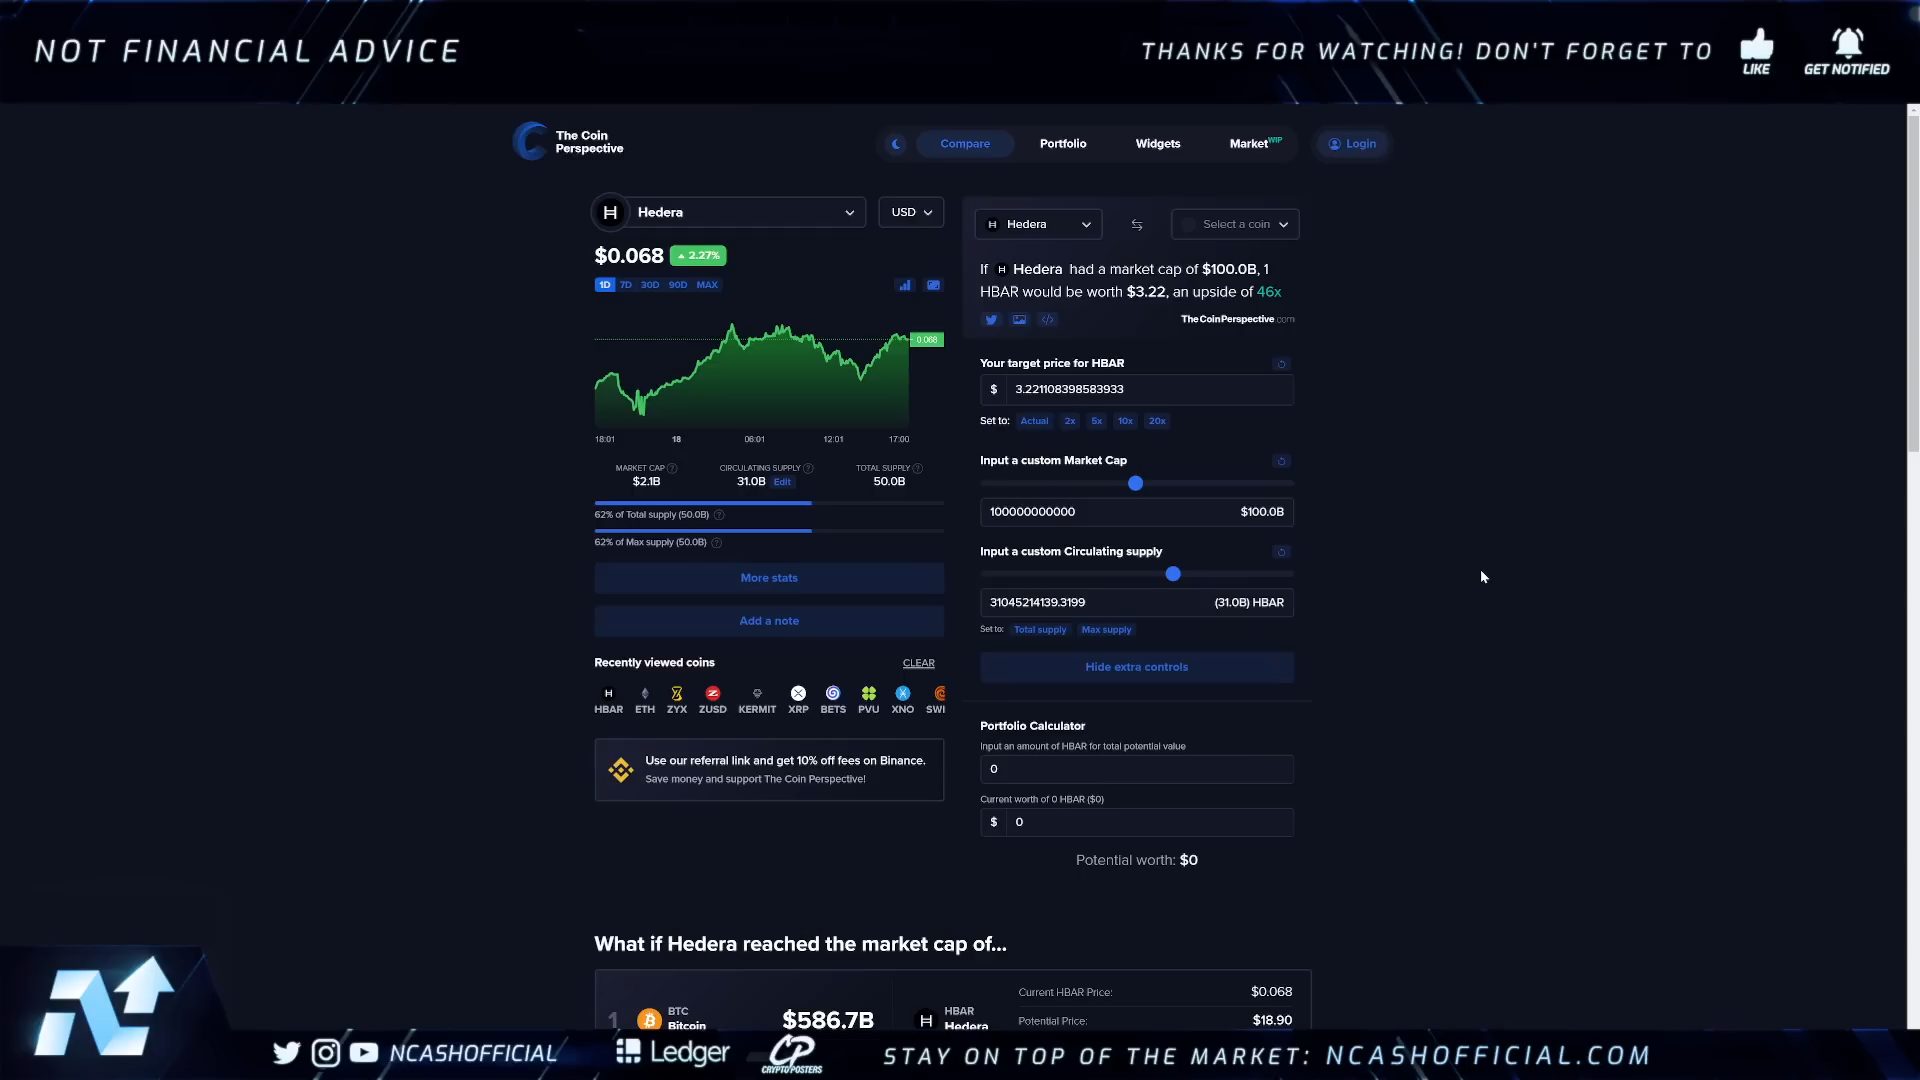 NOT FINANCIAL ADVICE
THANKS FOR WATCHING! DON'T FORGET TO
LIKE
GET NOTIFIED
The Coin
Perspective
Compare
Portfolio
Widgets
Market WIP
Login
Hedera
USD
$0.068
2.27%
1D 7D 30D 90D MAX
0.068
18:01 18 06:01 12:01 17:00
MARKET CAP
$2.1B
CIRCULATING SUPPLY
31.0B Edit
TOTAL SUPPLY
50.0B
62% of Total supply (50.0B)
62% of Max supply (50.0B)
More stats
Add a note
Recently viewed coins
CLEAR
HBAR ETH ZYX ZUSD KERMIT XRP BETS PVU XNO SWI
Use our referral link and get 10% off fees on Binance.
Save money and support The Coin Perspective!
Hedera
Select a coin
If Hedera had a market cap of $100.0B, 1
HBAR would be worth $3.22, an upside of 46x
TheCoinPerspective.com
Your target price for HBAR
$ 3.221108398583933
Set to: Actual 2x 5x 10x 20x
Input a custom Market Cap
100000000000 $100.0B
Input a custom Circulating supply
31045214139.3199 (31.0B) HBAR
Set to: Total supply Max supply
Hide extra controls
Portfolio Calculator
Input an amount of HBAR for total potential value
0
Current worth of 0 HBAR ($0)
$ 0
Potential worth: $0
What if Hedera reached the market cap of...
1
BTC
Bitcoin
$586.7B
HBAR
Hedera
Current HBAR Price: $0.068
Potential Price: $18.90
NCASHOFFICIAL
Ledger
CP
CRYPTOPOSTERS
STAY ON TOP OF THE MARKET: NCASHOFFICIAL.COM